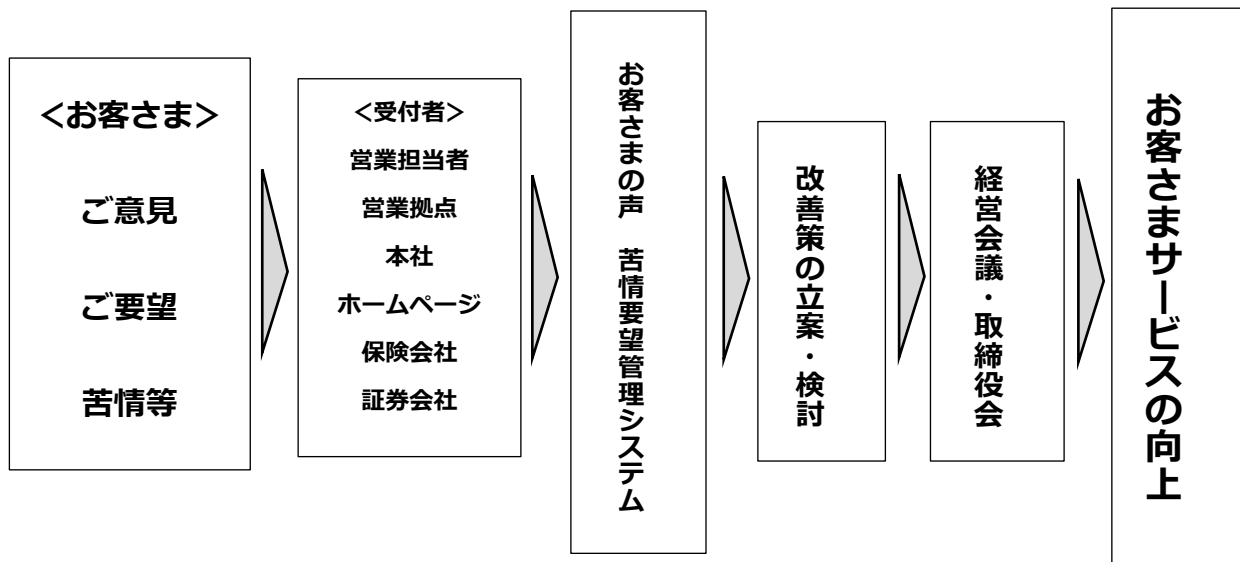 ＜お客さま＞
ご意見
ご要望
苦情等
＜受付者＞
営業担当者
営業拠点
本社
ホームページ
保険会社
証券会社
お客さまの声　苦情要望管理システム
改善策の立案・検討
経営会議・取締役会
お客さまサービスの向上